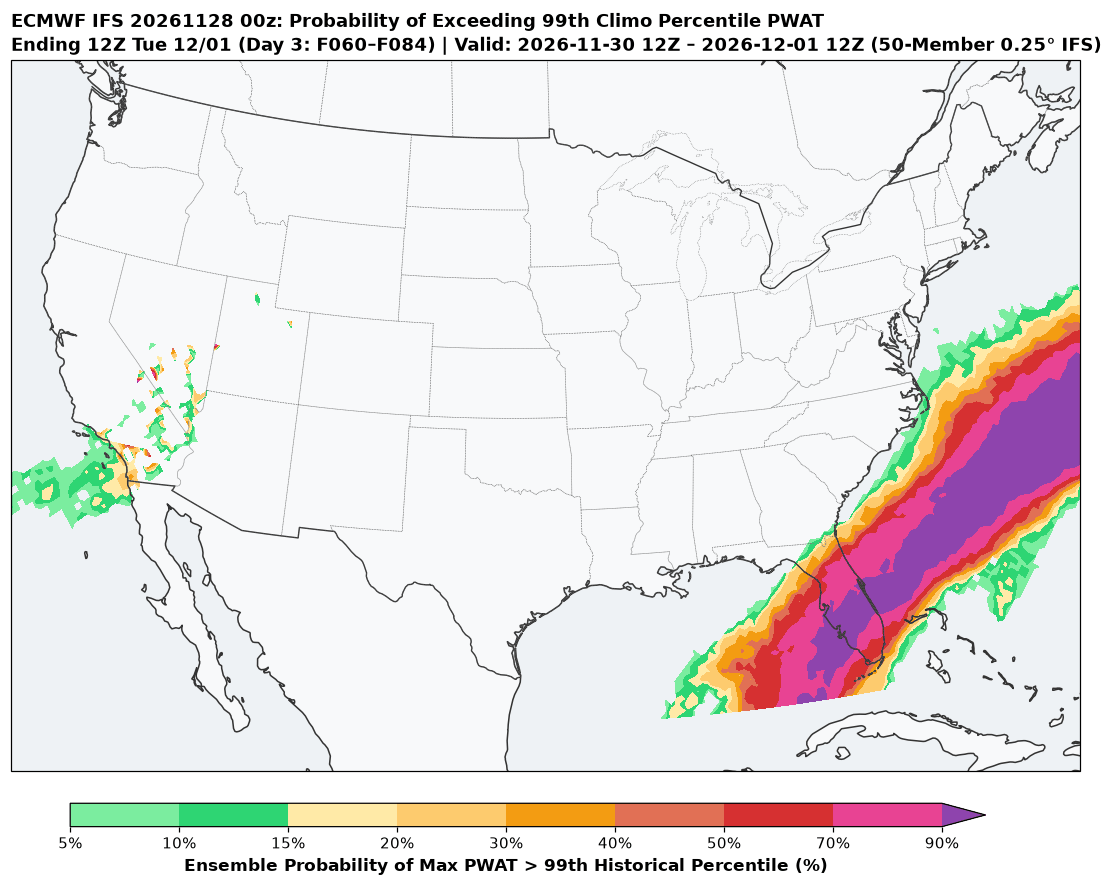 ECMWF IFS 20261128 00z: Probability of Exceeding 99th Climo Percentile PWAT
Ending 12Z Tue 12/01 (Day 3: F060–F084) | Valid: 2026-11-30 12Z – 2026-12-01 12Z (50-Member 0.25° IFS)
5% 10% 15% 20% 30% 40% 50% 70% 90%
Ensemble Probability of Max PWAT > 99th Historical Percentile (%)